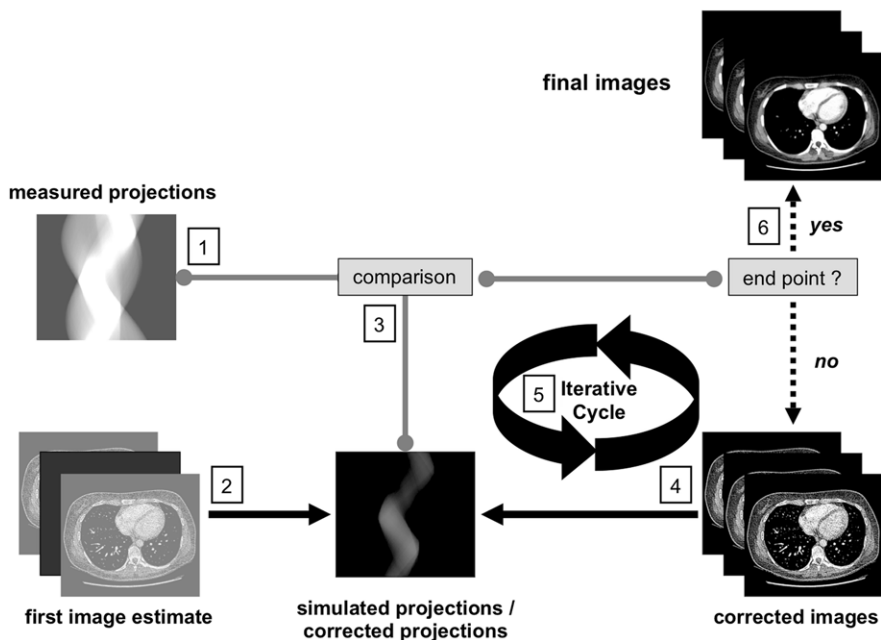 final images
measured projections
1
6
yes
comparison
end point ?
3
no
5
Iterative
Cycle
2
4
first image estimate
simulated projections /
corrected projections
corrected images